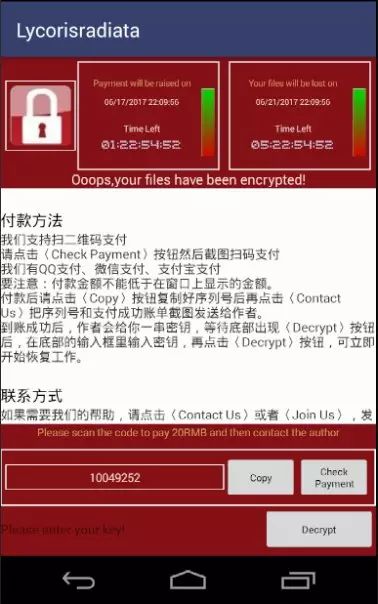 Lycorisradiata
Payment will be raised on
06/17/2017 22:09:56
Time Left
01:22:54:52
Your files will be lost on
06/21/2017 22:09:56
Time Left
05:22:54:52
Ooops,your files have been encrypted!
付款方法
我们支持扫二维码支付
请点击〈Check Payment〉按钮然后截图扫码支付
我们有QQ支付、微信支付、支付宝支付
要注意：付款金额不能低于在窗口上显示的金额。
付款后请点击〈Copy〉按钮复制好序列号后再点击〈Contact
Us〉把序列号和支付成功账单截图发送给作者。
到账成功后，作者会给你一串密钥，等待底部出现〈Decrypt〉按钮
后，在底部的输入框里输入密钥，再点击〈Decrypt〉按钮，可立即
开始恢复工作。
联系方式
如果需要我们的帮助，请点击〈Contact Us〉或者〈Join Us〉，发
Please scan the code to pay 20RMB and then contact the author
10049252
Copy
Check
Payment
Please enter your key!
Decrypt